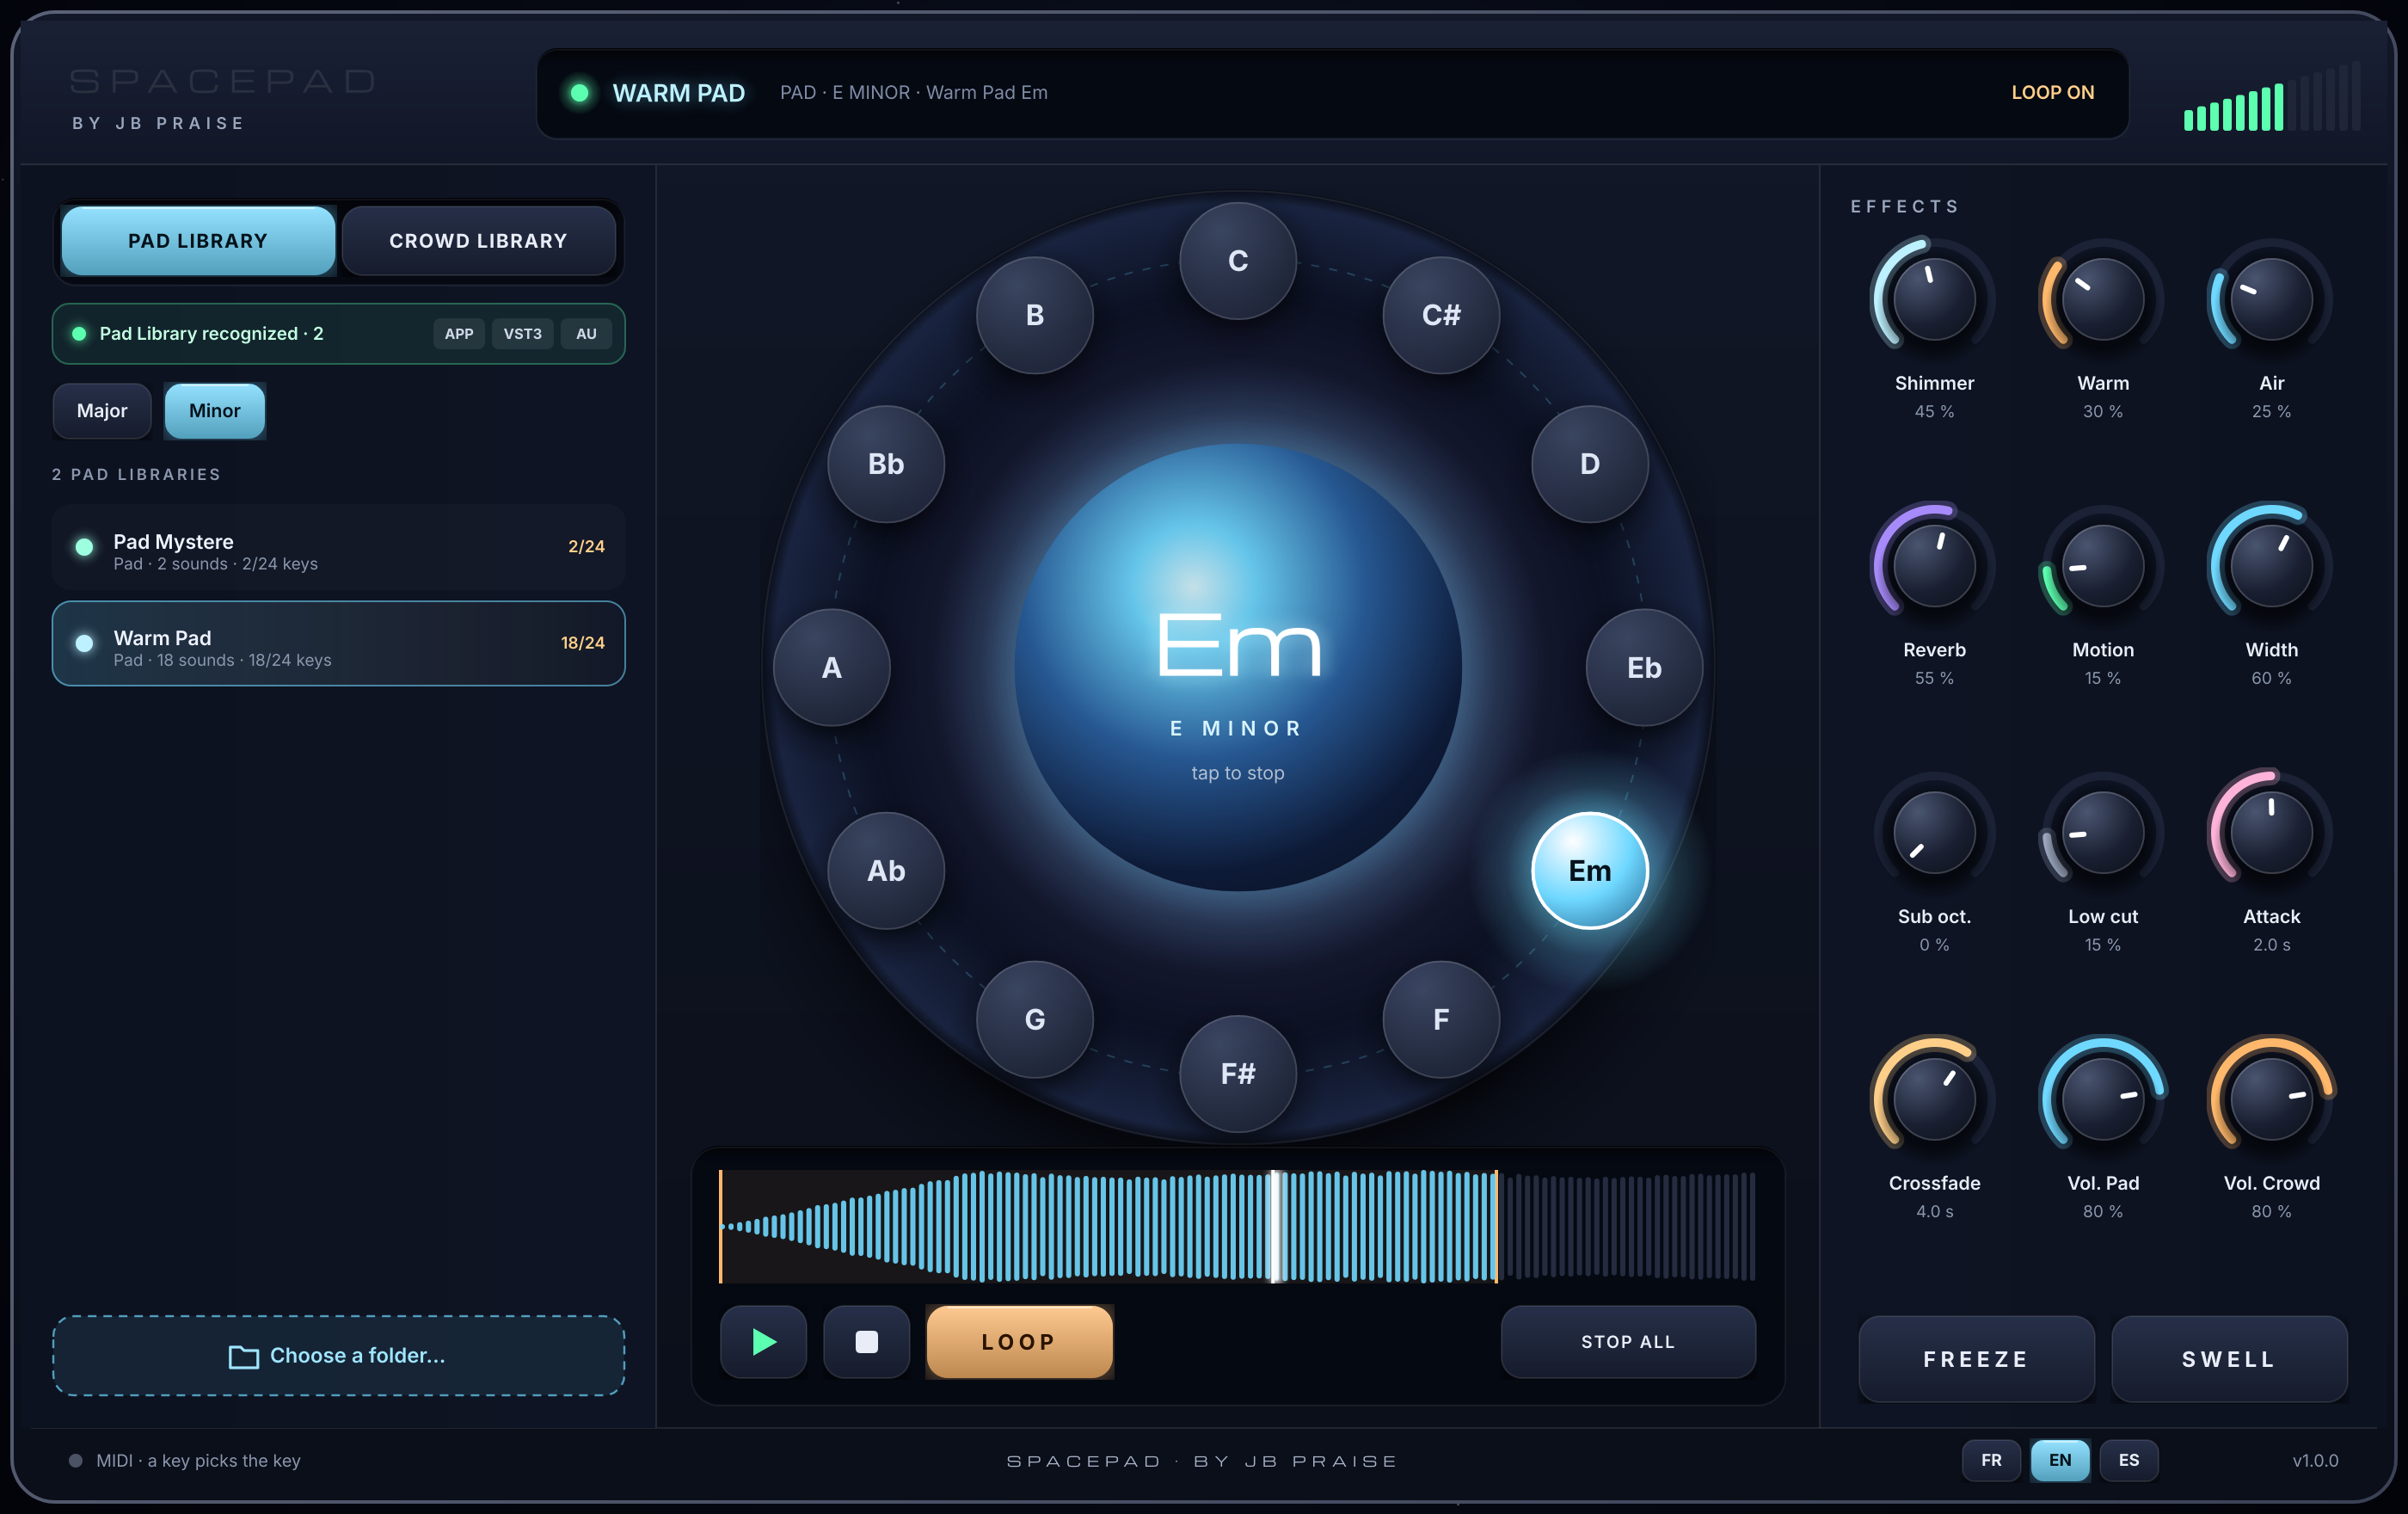 SPACEPAD
BY JB PRAISE
WARM PAD PAD · E MINOR · Warm Pad Em LOOP ON
PAD LIBRARY CROWD LIBRARY
Pad Library recognized · 2 APP VST3 AU
Major Minor
2 PAD LIBRARIES
Pad Mystere 2/24
Pad · 2 sounds · 2/24 keys
Warm Pad 18/24
Pad · 18 sounds · 18/24 keys
Choose a folder...
C
C#
D
Eb
Em
F
F#
G
Ab
A
Bb
B
Em
E MINOR
tap to stop
LOOP STOP ALL
EFFECTS
Shimmer Warm Air
45 % 30 % 25 %
Reverb Motion Width
55 % 15 % 60 %
Sub oct. Low cut Attack
0 % 15 % 2.0 s
Crossfade Vol. Pad Vol. Crowd
4.0 s 80 % 80 %
FREEZE SWELL
MIDI · a key picks the key SPACEPAD · BY JB PRAISE FR EN ES v1.0.0